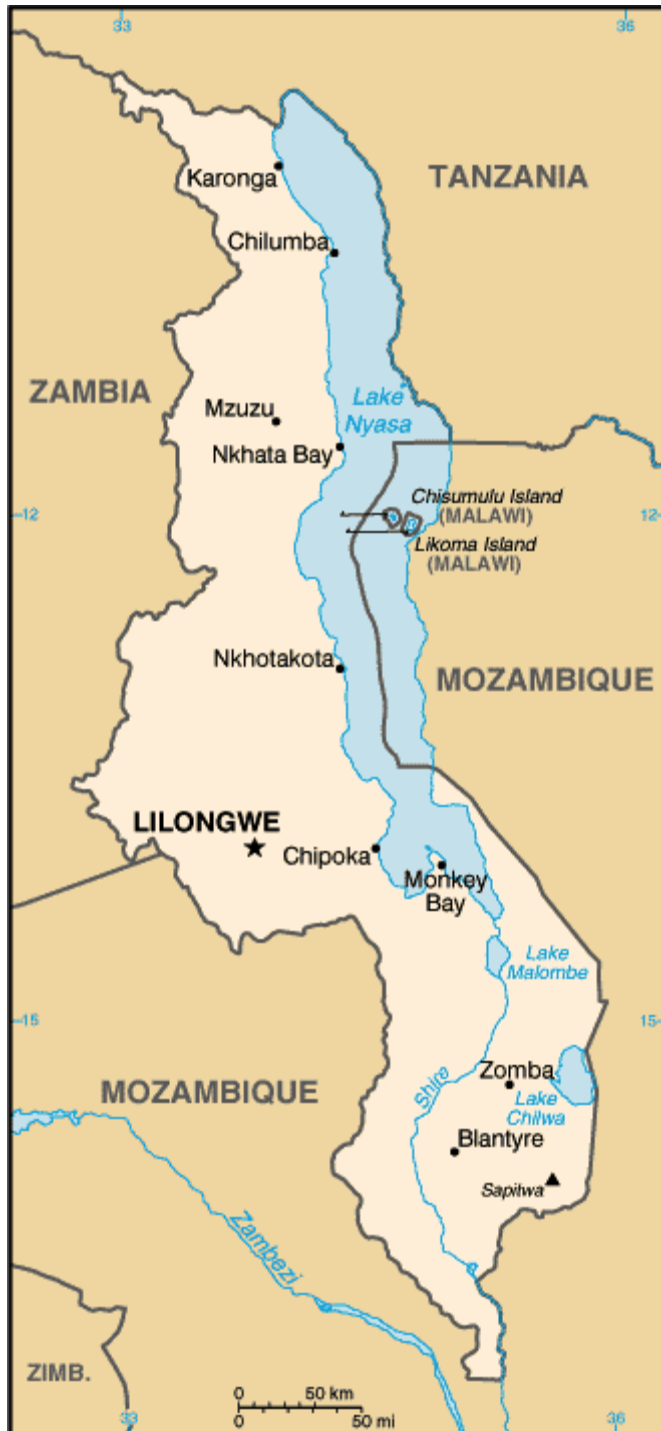 33
36
Karonga
TANZANIA
Chilumba
ZAMBIA
Lake
Nyasa
Mzuzu
Nkhata Bay
Chisumulu Island
(MALAWI)
12
12
Likoma Island
(MALAWI)
Nkhotakota
MOZAMBIQUE
LILONGWE
Chipoka
Monkey
Bay
Lake
Malombe
15
15
Zomba
MOZAMBIQUE
Shire
Lake
Chilwa
Blantyre
Sapitwa
Zambezi
ZIMB.
0 50 km
0 50 mi
33
36